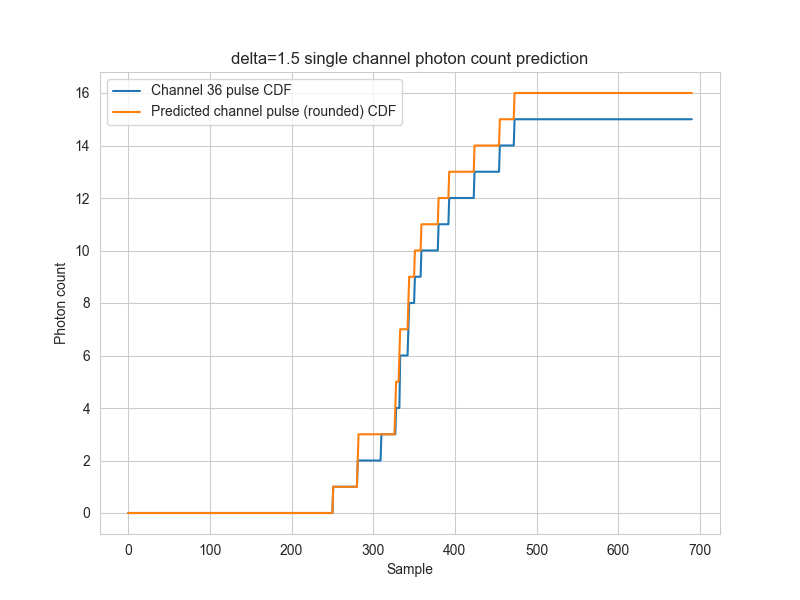 delta=1.5 single channel photon count prediction
Channel 36 pulse CDF
Predicted channel pulse (rounded) CDF
16
14
12
10
8
6
4
2
0
Photon count
0 100 200 300 400 500 600 700
Sample